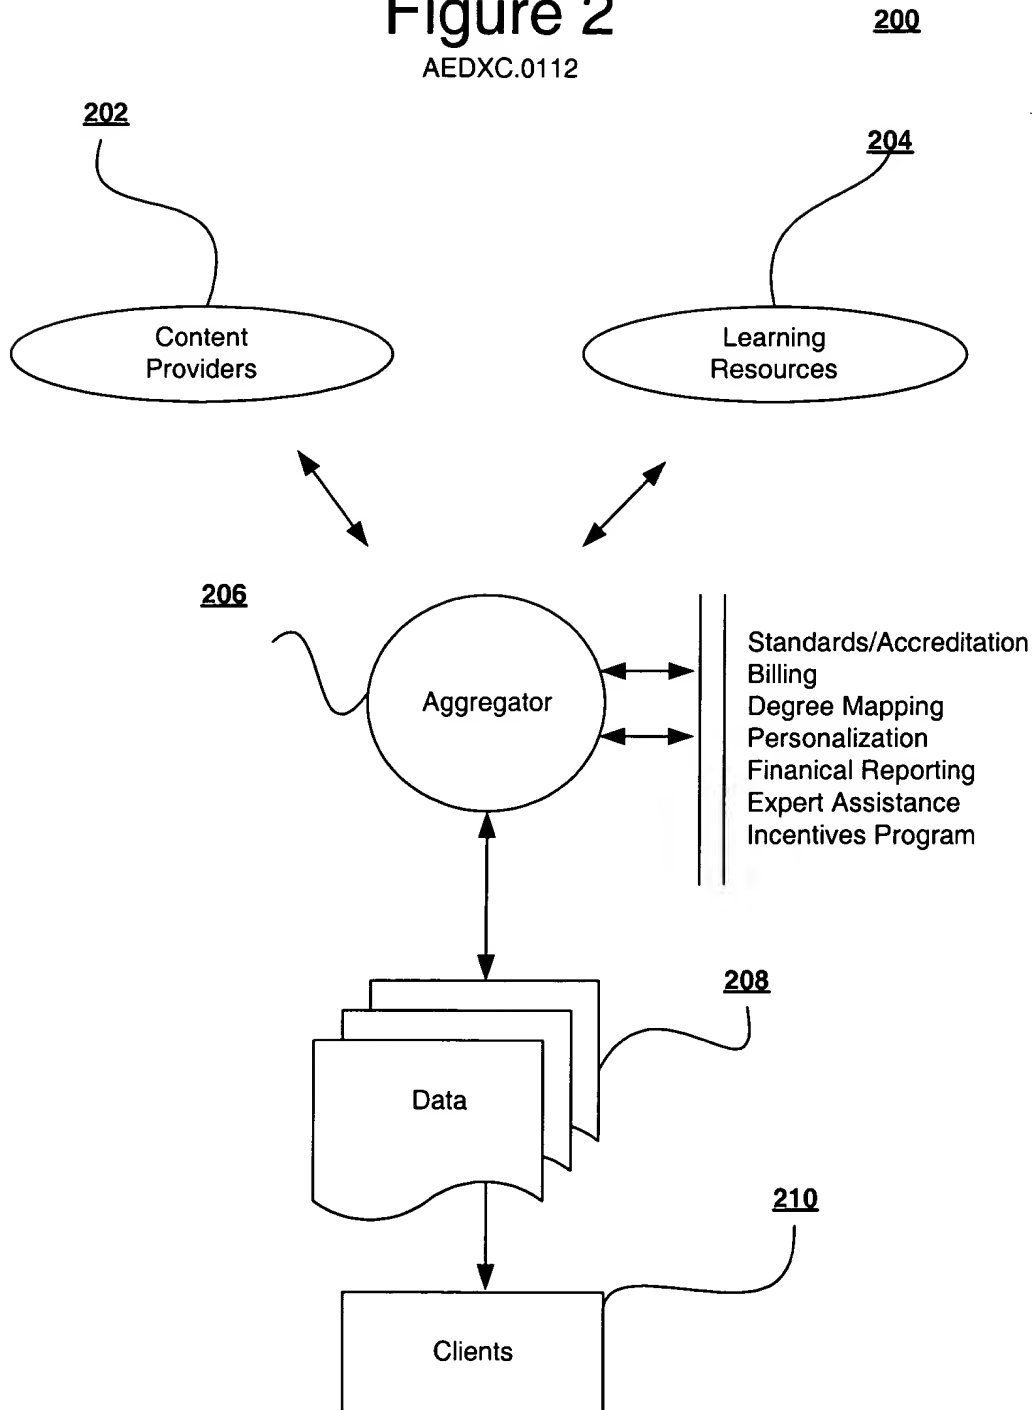 Figure 2
200
AEDXC.0112
202
204
Content
Providers
Learning
Resources
206
Aggregator
Standards/Accreditation
Billing
Degree Mapping
Personalization
Finanical Reporting
Expert Assistance
Incentives Program
208
Data
210
Clients